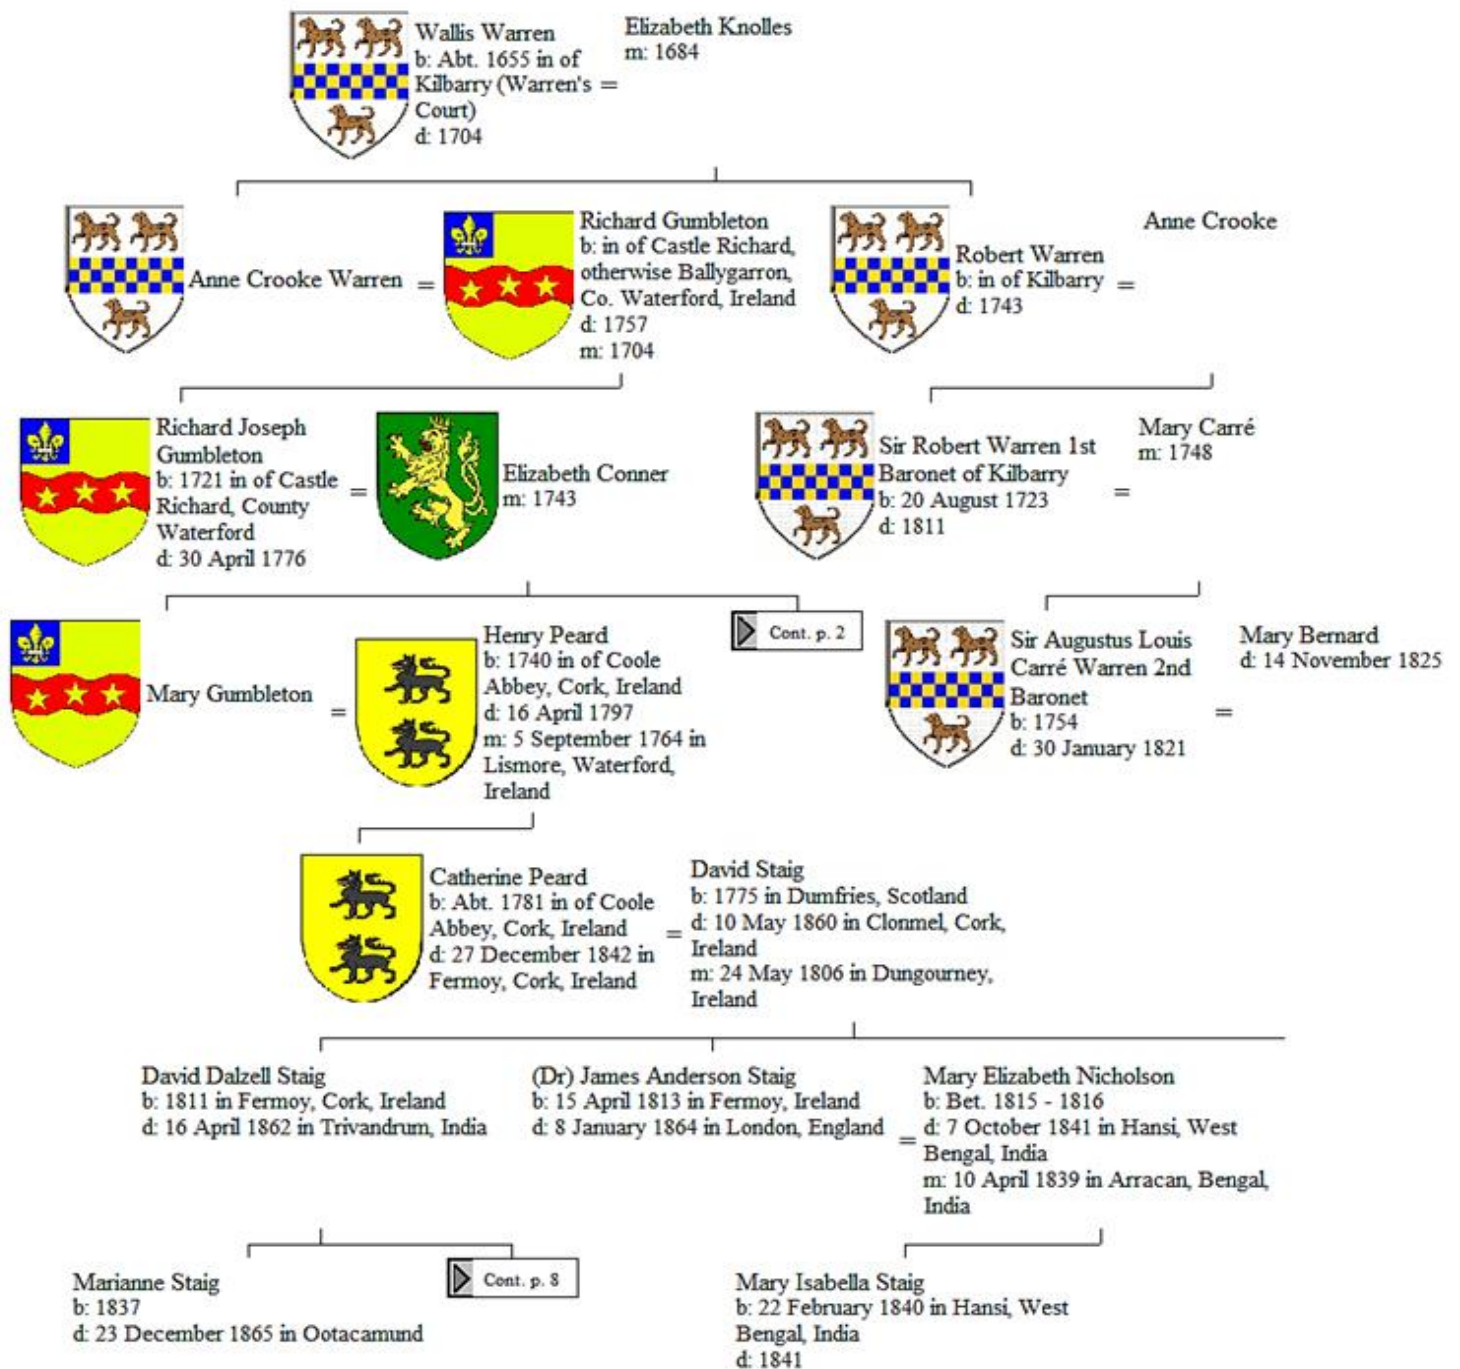 Wallis Warren
b: Abt. 1655 in of
Kilbarry (Warren's =
Court)
d: 1704
Elizabeth Knolles
m: 1684
Anne Crooke Warren =
Richard Gumbleton
b: in of Castle Richard,
otherwise Ballygarron,
Co. Waterford, Ireland
d: 1757
m: 1704
Robert Warren
b: in of Kilbarry =
d: 1743
Anne Crooke
Richard Joseph
Gumbleton
b: 1721 in of Castle =
Richard, County
Waterford
d: 30 April 1776
Elizabeth Conner
m: 1743
Sir Robert Warren 1st
Baronet of Kilbarry
b: 20 August 1723 =
d: 1811
Mary Carré
m: 1748
Mary Gumbleton =
Henry Peard
b: 1740 in of Coole
Abbey, Cork, Ireland
d: 16 April 1797
m: 5 September 1764 in
Lismore, Waterford,
Ireland
Cont. p. 2
Sir Augustus Louis
Carré Warren 2nd
Baronet =
b: 1754
d: 30 January 1821
Mary Bernard
d: 14 November 1825
Catherine Peard
b: Abt. 1781 in of Coole
Abbey, Cork, Ireland =
d: 27 December 1842 in
Fermoy, Cork, Ireland
David Staig
b: 1775 in Dumfries, Scotland
d: 10 May 1860 in Clonmel, Cork,
Ireland
m: 24 May 1806 in Dungourney,
Ireland
David Dalzell Staig
b: 1811 in Fermoy, Cork, Ireland
d: 16 April 1862 in Trivandrum, India
(Dr) James Anderson Staig
b: 15 April 1813 in Fermoy, Ireland
d: 8 January 1864 in London, England =
Mary Elizabeth Nicholson
b: Bet. 1815 - 1816
d: 7 October 1841 in Hansi, West
Bengal, India
m: 10 April 1839 in Arracan, Bengal,
India
Marianne Staig
b: 1837
d: 23 December 1865 in Ootacamund
Cont. p. 8
Mary Isabella Staig
b: 22 February 1840 in Hansi, West
Bengal, India
d: 1841